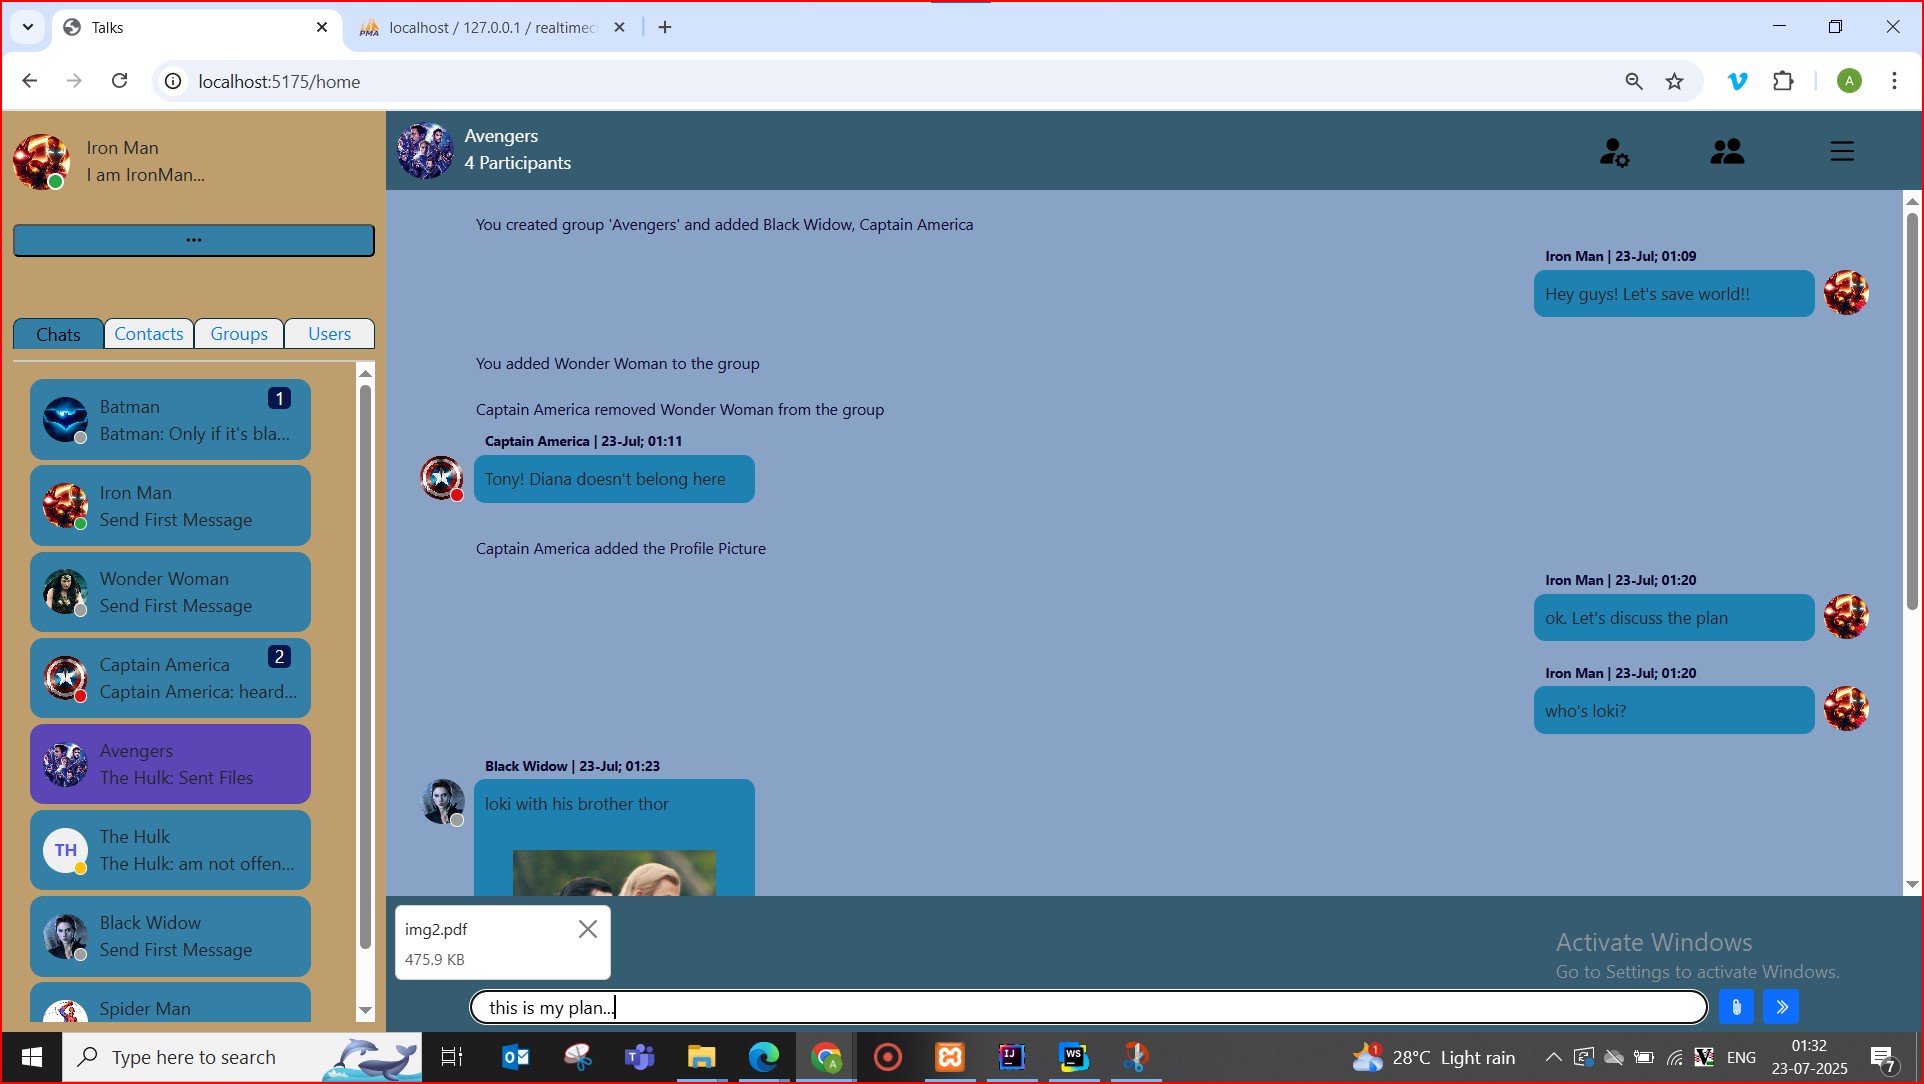 Talks
localhost / 127.0.0.1 / realtimec
localhost:5175/home
A
Iron Man
I am IronMan...
...
Chats
Contacts
Groups
Users
Batman
1
Batman: Only if it's bla...
Iron Man
Send First Message
Wonder Woman
Send First Message
Captain America
2
Captain America: heard...
Avengers
The Hulk: Sent Files
TH
The Hulk
The Hulk: am not offen...
Black Widow
Send First Message
Spider Man
Avengers
4 Participants
You created group 'Avengers' and added Black Widow, Captain America
Iron Man | 23-Jul; 01:09
Hey guys! Let's save world!!
You added Wonder Woman to the group
Captain America removed Wonder Woman from the group
Captain America | 23-Jul; 01:11
Tony! Diana doesn't belong here
Captain America added the Profile Picture
Iron Man | 23-Jul; 01:20
ok. Let's discuss the plan
Iron Man | 23-Jul; 01:20
who's loki?
Black Widow | 23-Jul; 01:23
loki with his brother thor
img2.pdf
475.9 KB
Activate Windows
Go to Settings to activate Windows.
this is my plan...
Type here to search
28°C Light rain
ENG
01:32
23-07-2025
7